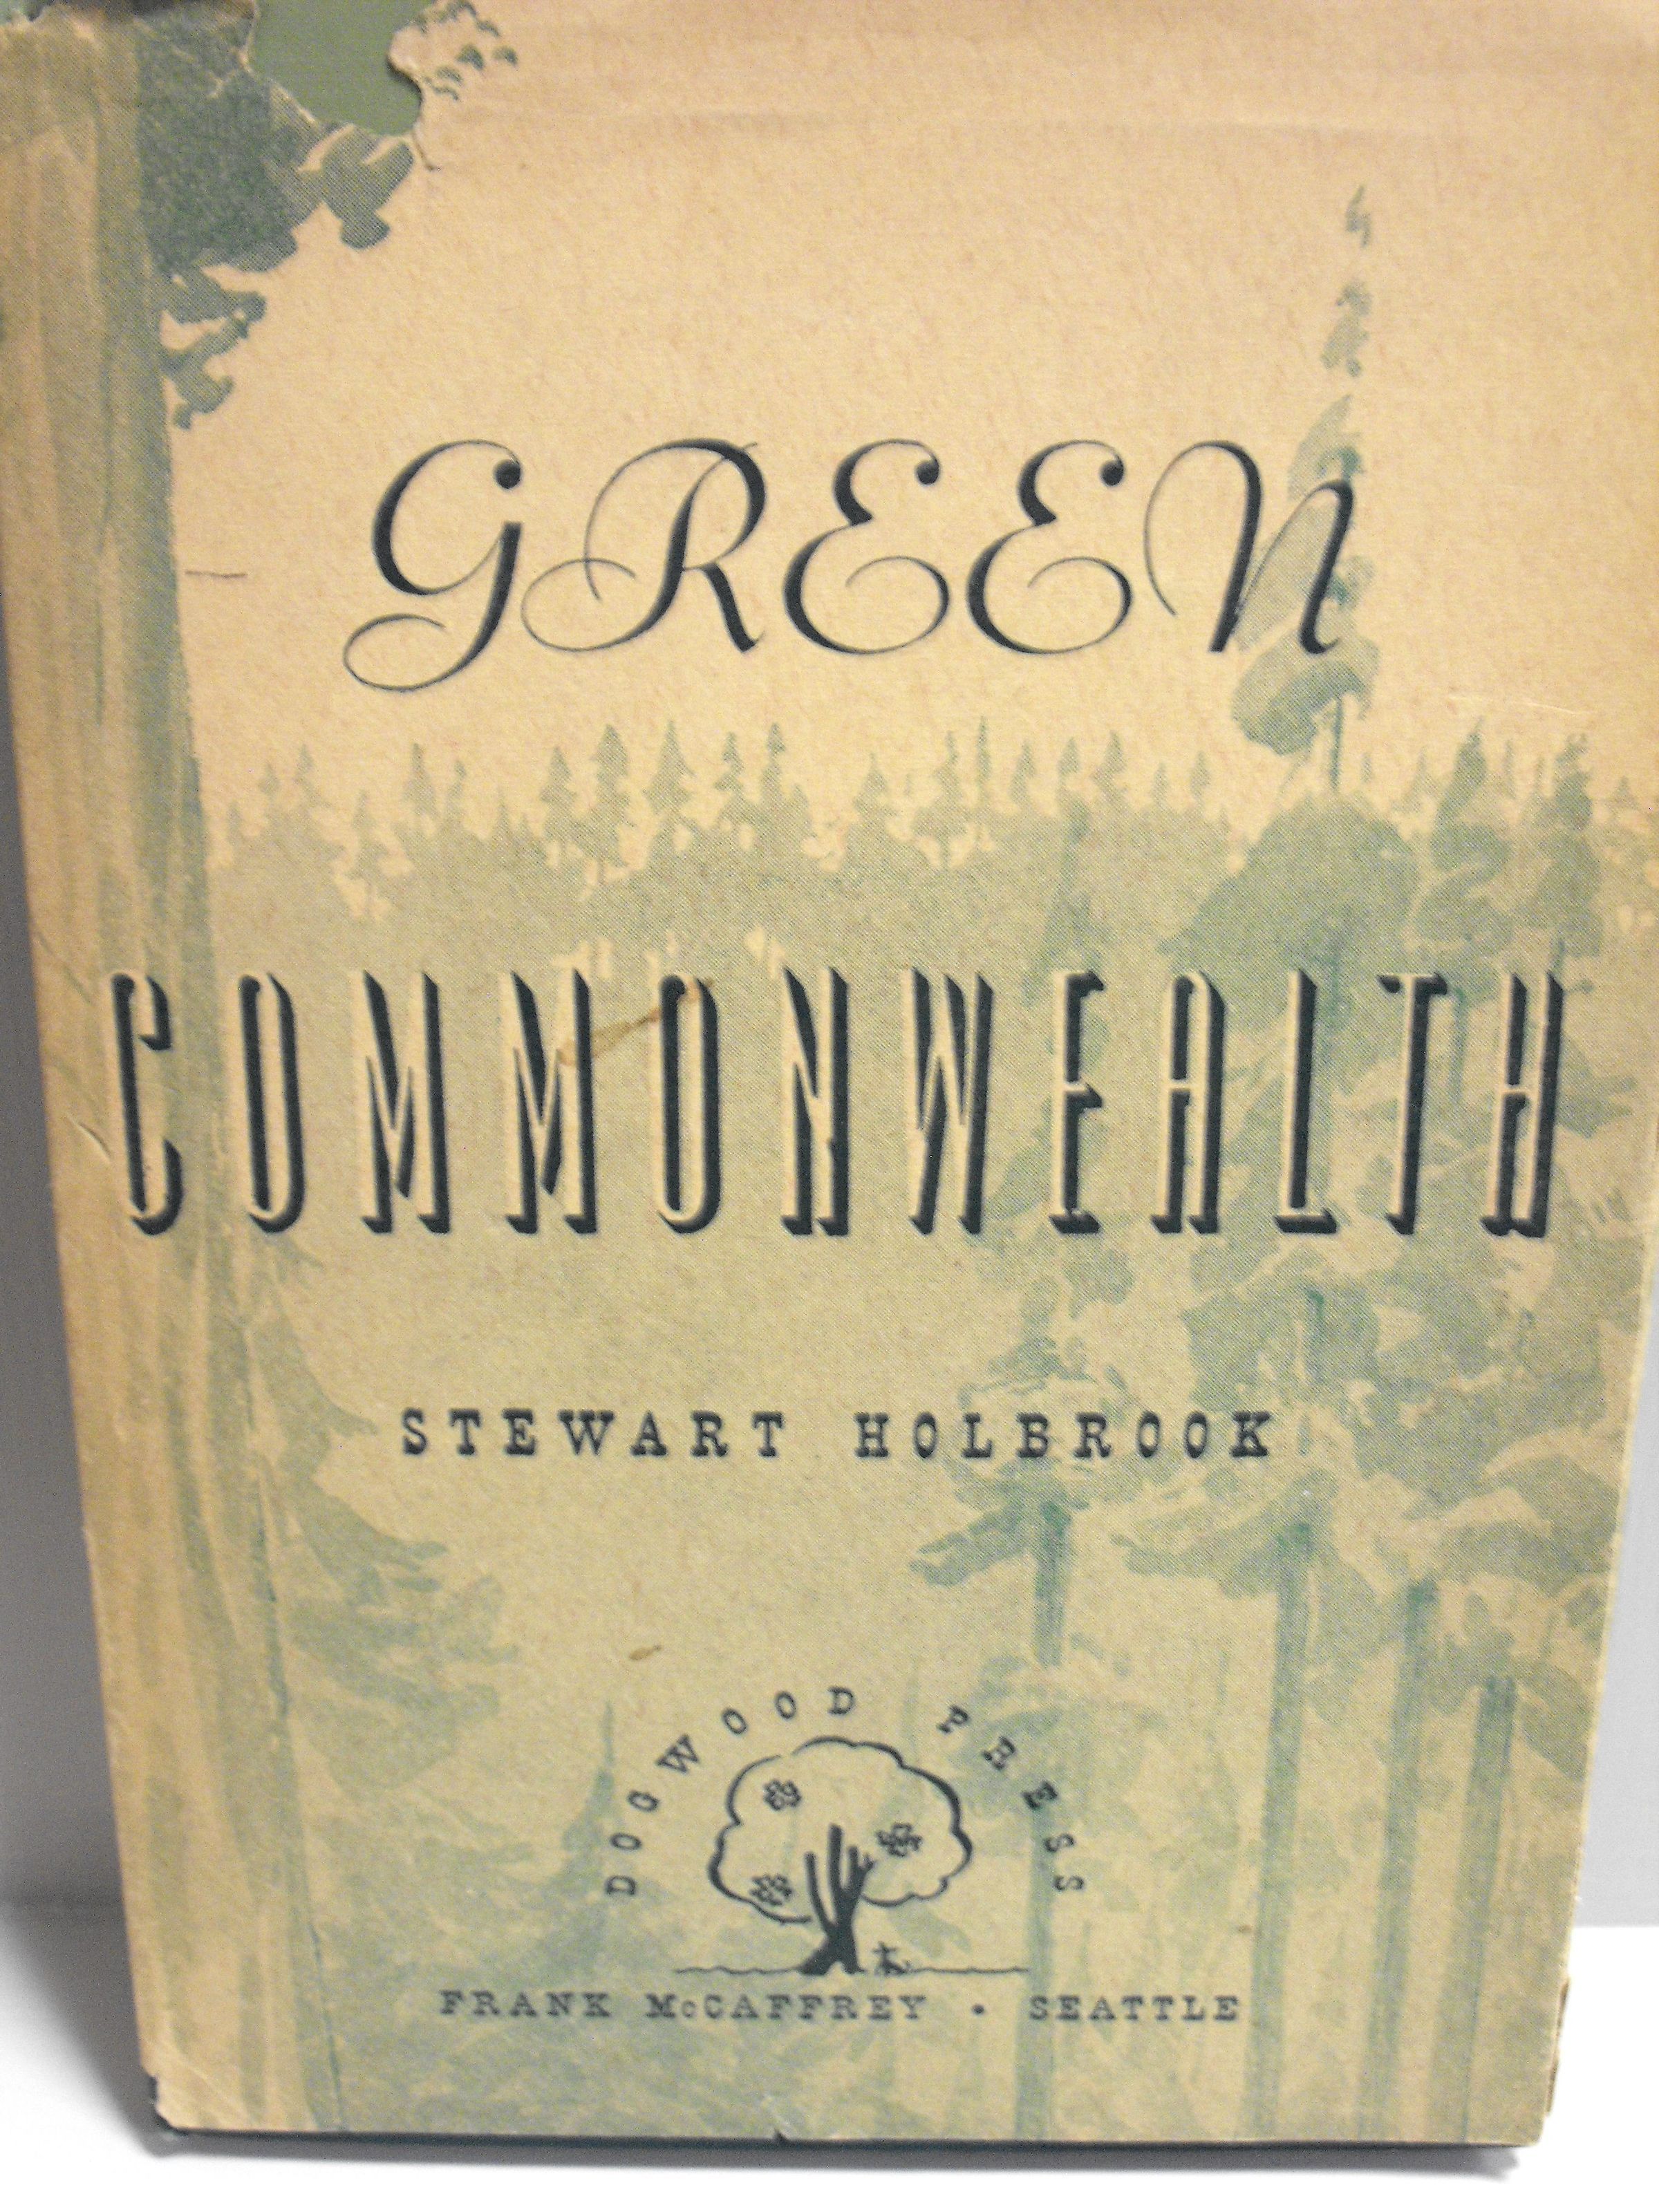 GREEN
COMMONWEALTH
STEWART HOLBROOK
DOGWOOD PRESS
FRANK McCAFFREY • SEATTLE